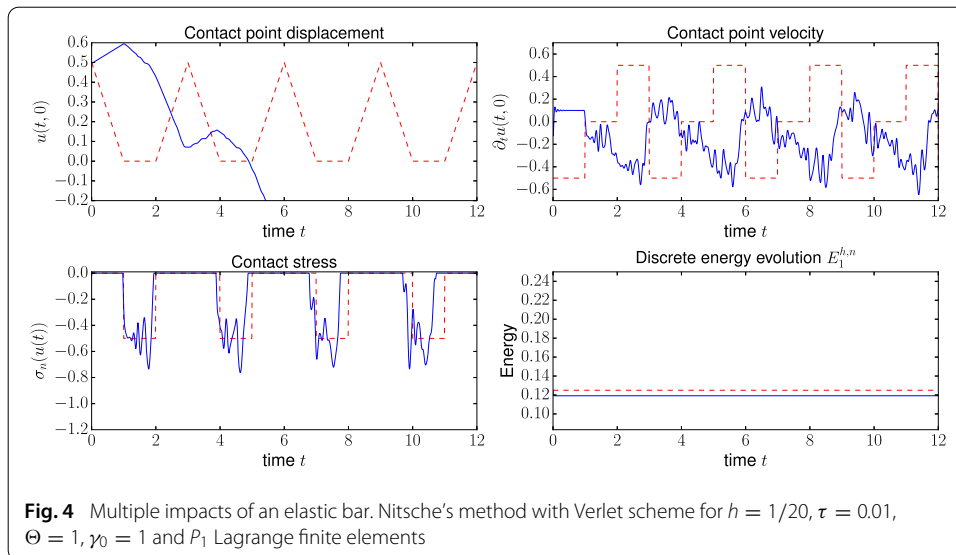 Contact point displacement
0.6
0.5
0.4
0.3
0.2
0.1
0.0
−0.1
−0.2
u(t, 0)
0 2 4 6 8 10 12
time t
Contact point velocity
0.6
0.4
0.2
0.0
−0.2
−0.4
−0.6
∂ₜu(t, 0)
0 2 4 6 8 10 12
time t
Contact stress
0.0
−0.2
−0.4
−0.6
−0.8
−1.0
−1.2
σₙ(u(t))
0 2 4 6 8 10 12
time t
Discrete energy evolution E₁ʰ,ⁿ
0.24
0.22
0.20
0.18
0.16
0.14
0.12
0.10
Energy
0 2 4 6 8 10 12
time t
Fig. 4 Multiple impacts of an elastic bar. Nitsche's method with Verlet scheme for h = 1/20, τ = 0.01,
Θ = 1, γ₀ = 1 and P₁ Lagrange finite elements